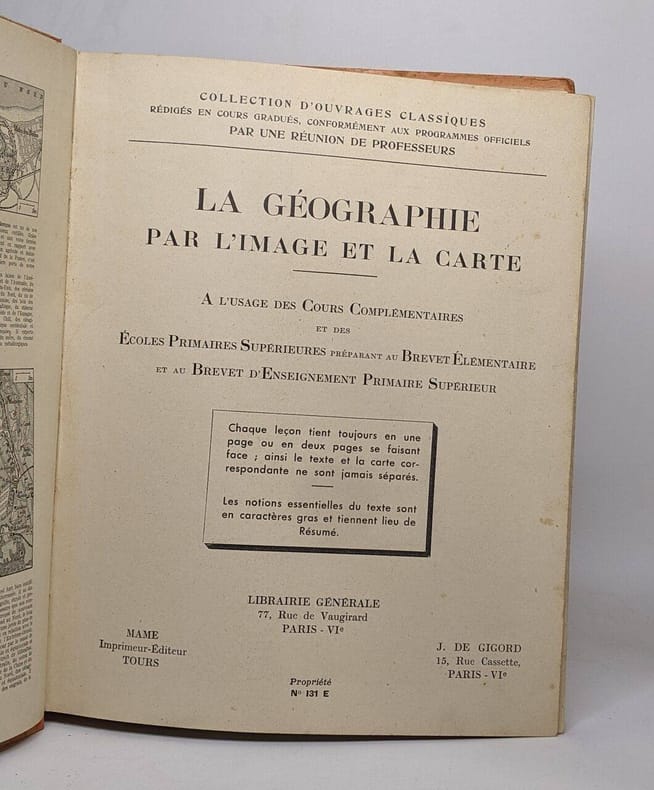 COLLECTION D'OUVRAGES CLASSIQUES
RÉDIGÉS EN COURS GRADUÉS, CONFORMÉMENT AUX PROGRAMMES OFFICIELS
PAR UNE RÉUNION DE PROFESSEURS
LA GÉOGRAPHIE
PAR L'IMAGE ET LA CARTE
A L'USAGE DES COURS COMPLÉMENTAIRES
ET DES
ÉCOLES PRIMAIRES SUPÉRIEURES PRÉPARANT AU BREVET ÉLÉMENTAIRE
ET AU BREVET D'ENSEIGNEMENT PRIMAIRE SUPÉRIEUR
Chaque leçon tient toujours en une
page ou en deux pages se faisant
face ; ainsi le texte et la carte cor-
respondante ne sont jamais séparés.
Les notions essentielles du texte sont
en caractères gras et tiennent lieu de
Résumé.
LIBRAIRIE GÉNÉRALE
77, Rue de Vaugirard
PARIS - VIe
MAME
Imprimeur-Éditeur
TOURS
J. DE GIGORD
15, Rue Cassette,
PARIS - VIe
Propriété
No 131 E